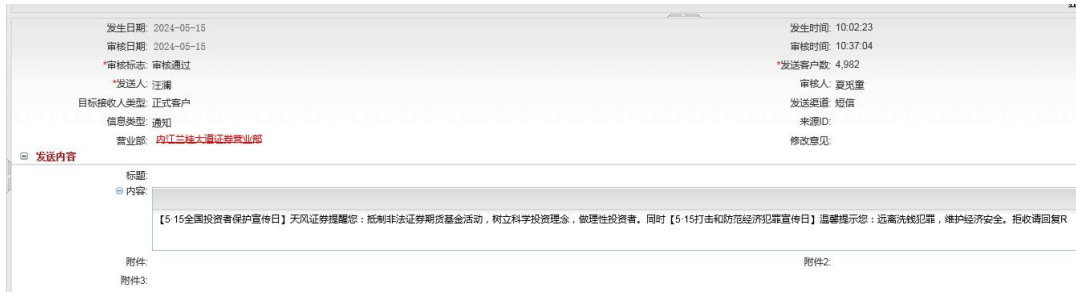 发生日期: 2024-05-15 发生时间: 10:02:23
审核日期: 2024-05-15 审核时间: 10:37:04
*审核标志: 审核通过 *发送客户数: 4,982
*发送人: 汪澜 审核人: 夏觅童
目标接收人类型: 正式客户 发送渠道: 短信
信息类型: 通知 来源ID:
营业部: 内江兰桂大道证券营业部 修改意见:
发送内容
标题:
内容:
【5·15全国投资者保护宣传日】天风证券提醒您：抵制非法证券期货基金活动，树立科学投资理念，做理性投资者。同时【5·15打击和防范经济犯罪宣传日】温馨提示您：远离洗钱犯罪，维护经济安全。拒收请回复R
附件: 附件2:
附件3: